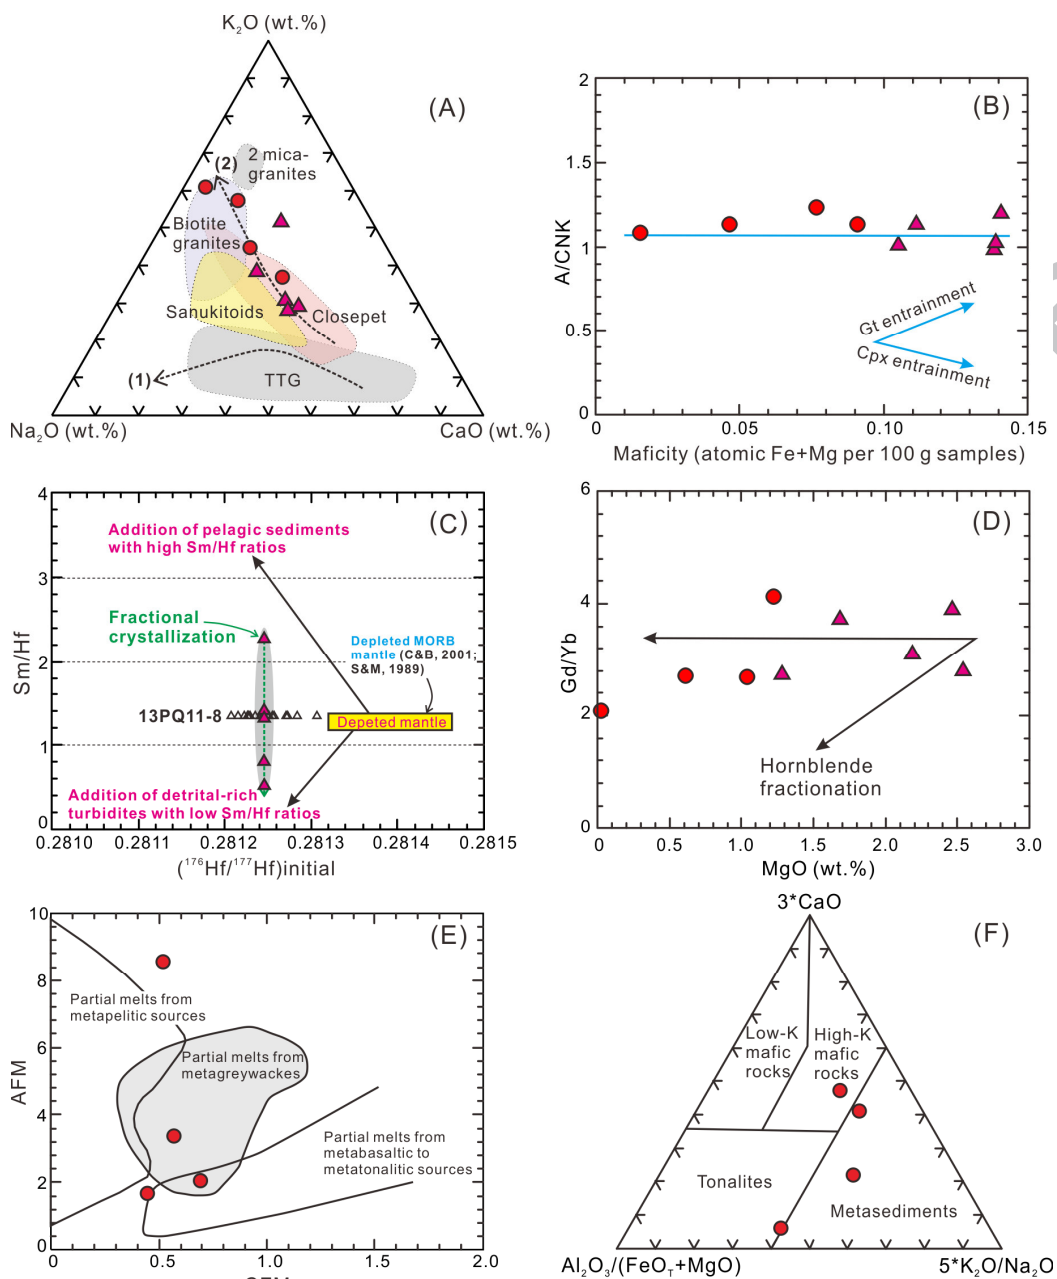 K₂O (wt.%)
(A)
(2)
2 mica-
granites
Biotite
granites
Sanukitoids
Closepet
(1)
TTG
Na₂O (wt.%)
CaO (wt.%)
2
(B)
1.5
1
0.5
0
A/CNK
Gt entrainment
Cpx entrainment
0
0.05
0.10
0.15
Maficity (atomic Fe+Mg per 100 g samples)
4
(C)
Addition of pelagic sediments
with high Sm/Hf ratios
3
Fractional
crystallization
Depleted MORB
mantle (C&B, 2001;
S&M, 1989)
2
Sm/Hf
13PQ11-8
Depeted mantle
1
Addition of detrital-rich
turbidites with low Sm/Hf ratios
0
0.2810
0.2811
0.2812
0.2813
0.2814
0.2815
(¹⁷⁶Hf/¹⁷⁷Hf)initial
6
(D)
4
Gd/Yb
2
Hornblende
fractionation
0
0
0.5
1.0
1.5
2.0
2.5
3.0
MgO (wt.%)
10
(E)
8
Partial melts from
metapelitic sources
6
Partial melts from
metagreywackes
AFM
4
Partial melts from
metabasaltic to
metatonalitic sources
2
0
0.0
0.5
1.0
1.5
2.0
3*CaO
(F)
Low-K
mafic
rocks
High-K
mafic
rocks
Tonalites
Metasediments
Al₂O₃/(FeO_T+MgO)
5*K₂O/Na₂O